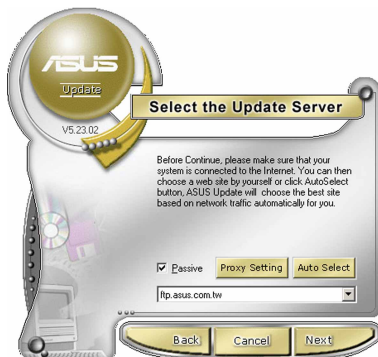 ASUS
Update
V5.23.02
Select the Update Server
Before Continue, please make sure that your
system is connected to the Internet. You can then
choose a web site by yourself or click AutoSelect
button, ASUS Update will choose the best site
based on network traffic automatically for you.
Passive
Proxy Setting
Auto Select
ftp.asus.com.tw
Back
Cancel
Next